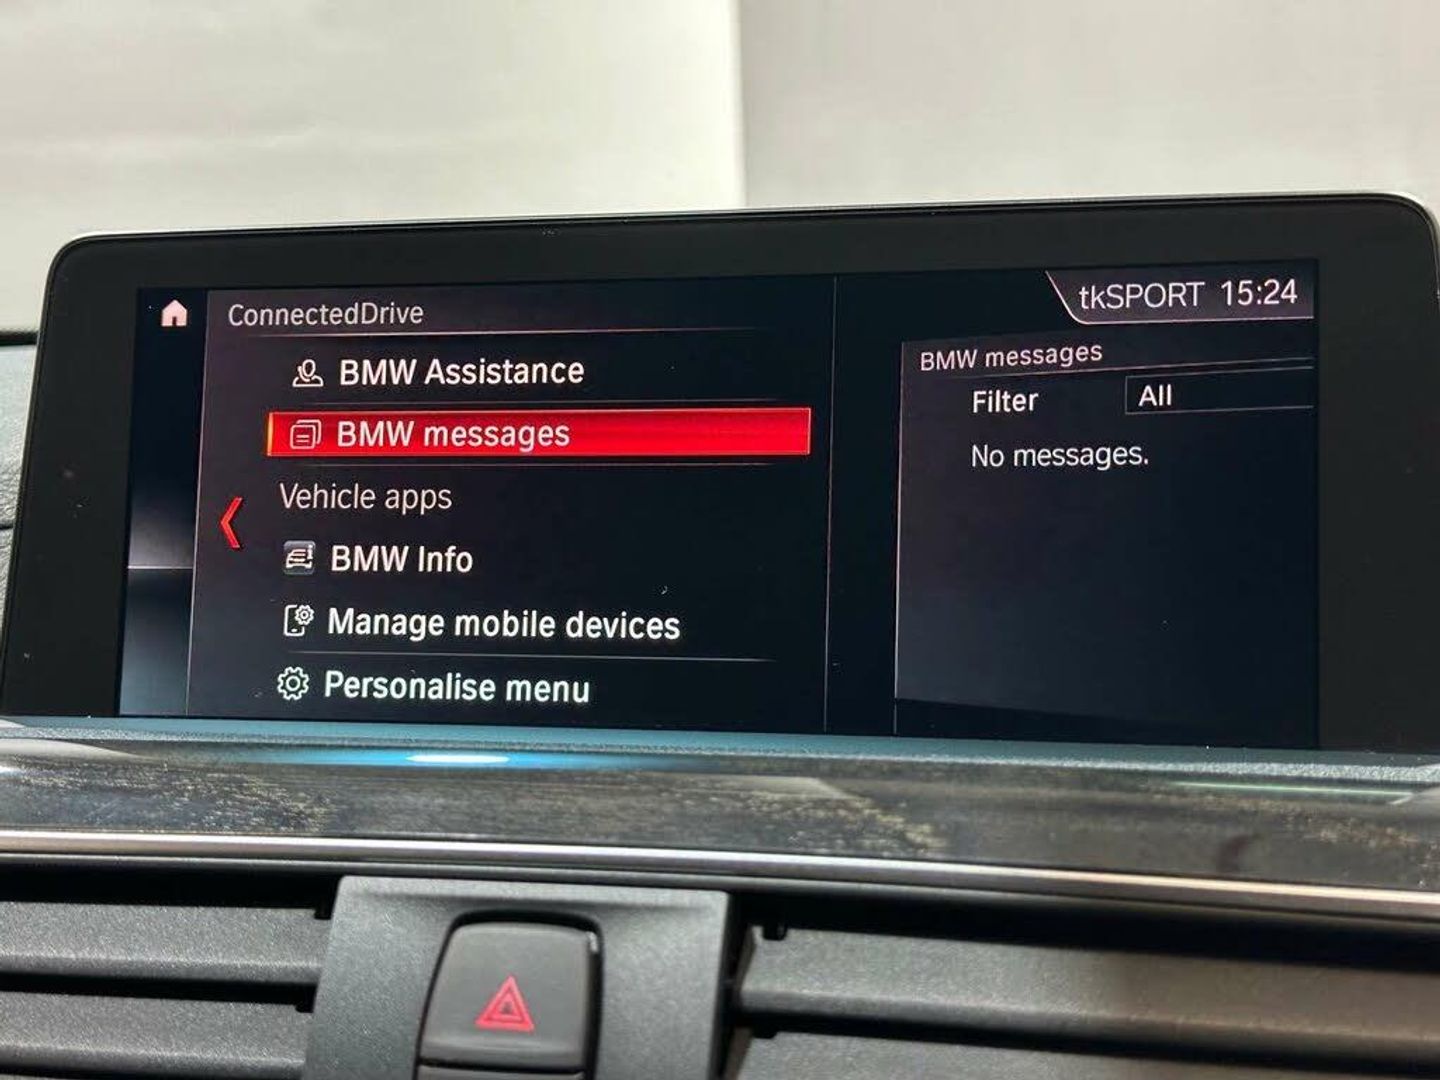 ConnectedDrive
BMW Assistance
BMW messages
Vehicle apps
BMW Info
Manage mobile devices
Personalise menu
tkSPORT 15:24
BMW messages
Filter All
No messages.